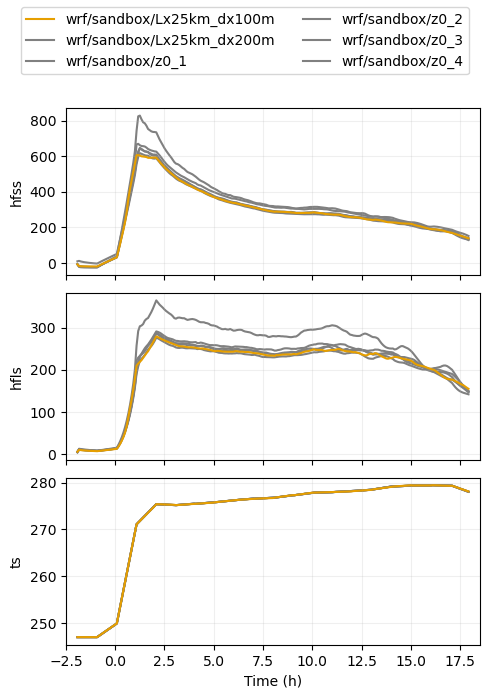 wrf/sandbox/Lx25km_dx100m
wrf/sandbox/Lx25km_dx200m
wrf/sandbox/z0_1
wrf/sandbox/z0_2
wrf/sandbox/z0_3
wrf/sandbox/z0_4
800
600
400
200
0
hfss
300
200
100
0
hfls
280
270
260
250
ts
−2.5 0.0 2.5 5.0 7.5 10.0 12.5 15.0 17.5
Time (h)